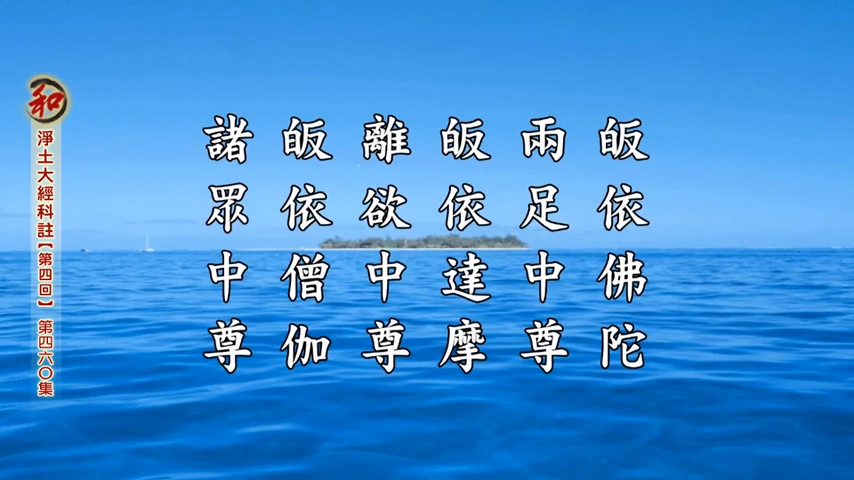 皈依佛陀
兩足中尊
皈依達摩
離欲中尊
皈依僧伽
諸眾中尊
和
淨土大經科註【第四回】 第四六〇集